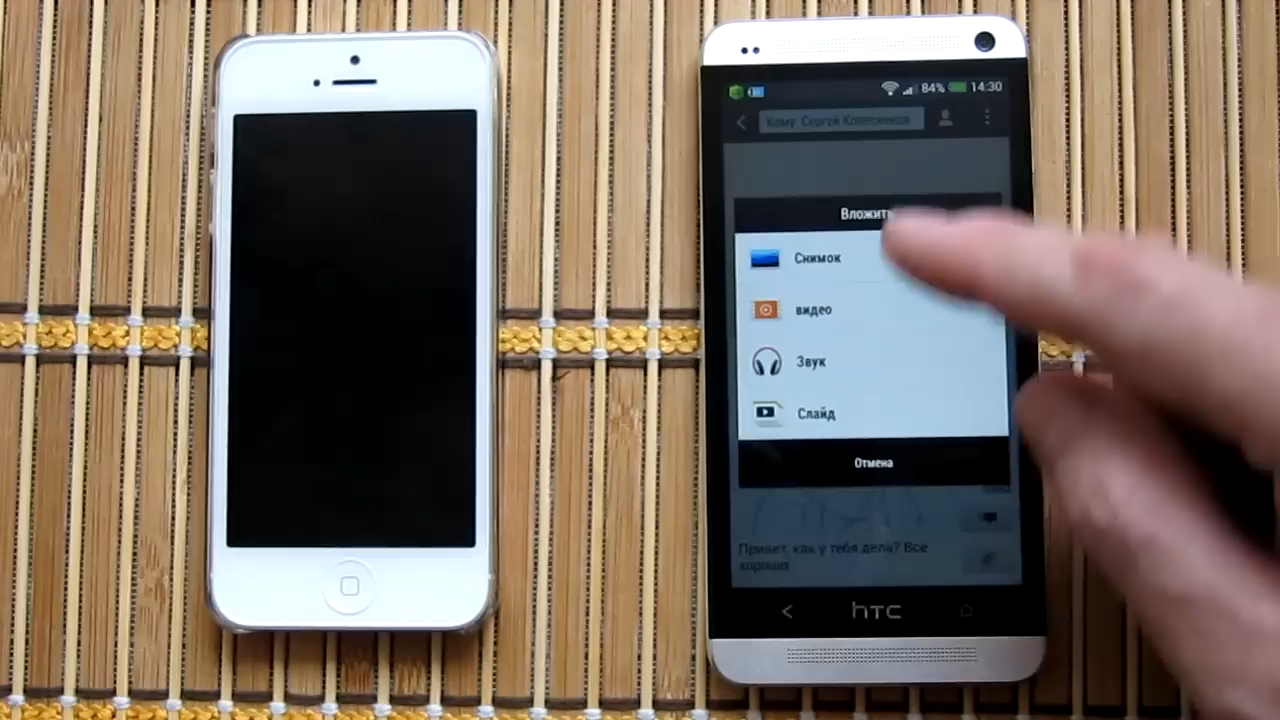 84% 14:30
Кому: Сергей Колесников
Вложить
Снимок
видео
Звук
Слайд
Отмена
Привет, как у тебя дела? Все
хорошо
hTC